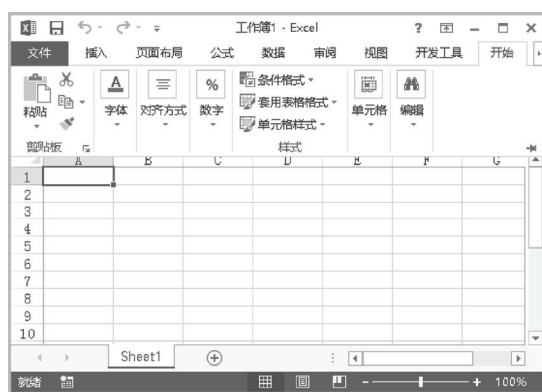 工作簿1 - Excel
文件 插入 页面布局 公式 数据 审阅 视图 开发工具 开始
粘贴 字体 对齐方式 数字 条件格式 套用表格格式 单元格样式 单元格 编辑
剪贴板 样式
A B C D E F G
1
2
3
4
5
6
7
8
9
10
Sheet1
就绪 100%